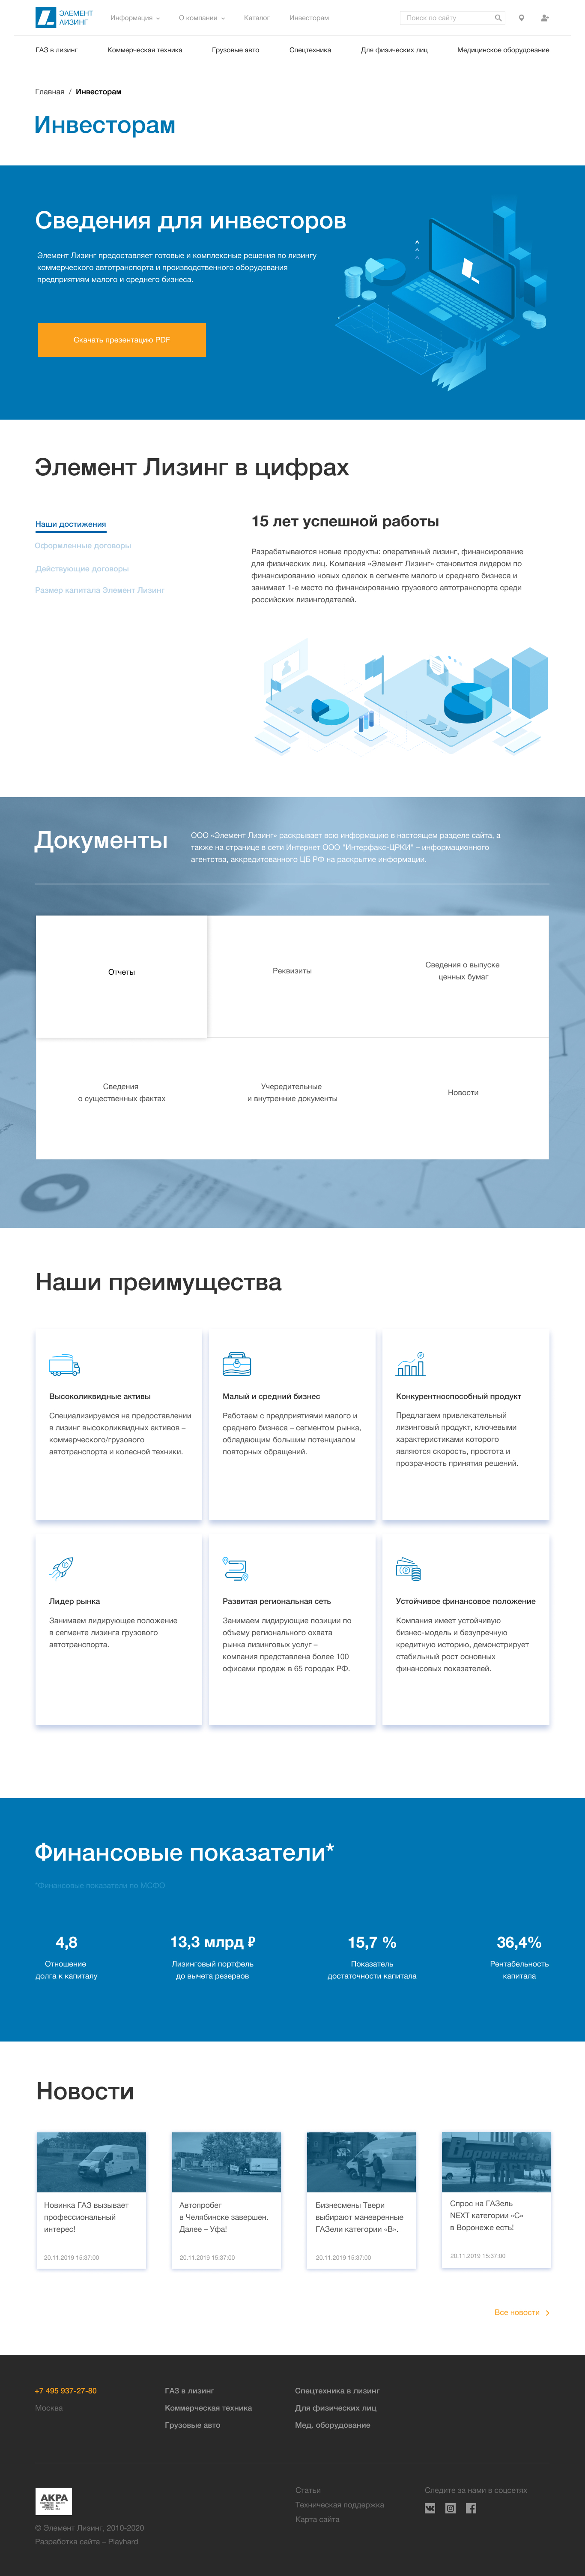 ЭЛЕМЕНТ
ЛИЗИНГ
Информация
О компании
Каталог
Инвесторам
Поиск по сайту
ГАЗ в лизинг
Коммерческая техника
Грузовые авто
Спецтехника
Для физических лиц
Медицинское оборудование
Главная / Инвесторам
Инвесторам
Сведения для инвесторов
Элемент Лизинг предоставляет готовые и комплексные решения по лизингу
коммерческого автотранспорта и производственного оборудования
предприятиям малого и среднего бизнеса.
Скачать презентацию PDF
Элемент Лизинг в цифрах
Наши достижения
Оформленные договоры
Действующие договоры
Размер капитала Элемент Лизинг
15 лет успешной работы
Разрабатываются новые продукты: оперативный лизинг, финансирование
для физических лиц. Компания «Элемент Лизинг» становится лидером по
финансированию новых сделок в сегменте малого и среднего бизнеса и
занимает 1-е место по финансированию грузового автотранспорта среди
российских лизингодателей.
Документы
ООО «Элемент Лизинг» раскрывает всю информацию в настоящем разделе сайта, а
также на странице в сети Интернет ООО "Интерфакс-ЦРКИ" – информационного
агентства, аккредитованного ЦБ РФ на раскрытие информации.
Отчеты
Реквизиты
Сведения о выпуске
ценных бумаг
Сведения
о существенных фактах
Учередительные
и внутренние документы
Новости
Наши преимущества
Высоколиквидные активы
Специализируемся на предоставлении
в лизинг высоколиквидных активов –
коммерческого/грузового
автотранспорта и колесной техники.
Малый и средний бизнес
Работаем с предприятиями малого и
среднего бизнеса – сегментом рынка,
обладающим большим потенциалом
повторных обращений.
Конкурентноспособный продукт
Предлагаем привлекательный
лизинговый продукт, ключевыми
характеристиками которого
являются скорость, простота и
прозрачность принятия решений.
Лидер рынка
Занимаем лидирующее положение
в сегменте лизинга грузового
автотранспорта.
Развитая региональная сеть
Занимаем лидирующие позиции по
объему регионального охвата
рынка лизинговых услуг –
компания представлена более 100
офисами продаж в 65 городах РФ.
Устойчивое финансовое положение
Компания имеет устойчивую
бизнес-модель и безупречную
кредитную историю, демонстрирует
стабильный рост основных
финансовых показателей.
Финансовые показатели*
*Финансовые показатели по МСФО
4,8
Отношение
долга к капиталу
13,3 млрд ₽
Лизинговый портфель
до вычета резервов
15,7 %
Показатель
достаточности капитала
36,4%
Рентабельность
капитала
Новости
Новинка ГАЗ вызывает
профессиональный
интерес!
20.11.2019 15:37:00
Автопробег
в Челябинске завершен.
Далее – Уфа!
20.11.2019 15:37:00
Бизнесмены Твери
выбирают маневренные
ГАЗели категории «В».
20.11.2019 15:37:00
Воронежская
Спрос на ГАЗель
NEXT категории «С»
в Воронеже есть!
20.11.2019 15:37:00
Все новости
+7 495 937-27-80
Москва
ГАЗ в лизинг
Коммерческая техника
Грузовые авто
Спецтехника в лизинг
Для физических лиц
Мед. оборудование
АКРА
© Элемент Лизинг, 2010-2020
Разработка сайта – Playhard
Статьи
Техническая поддержка
Карта сайта
Следите за нами в соцсетях